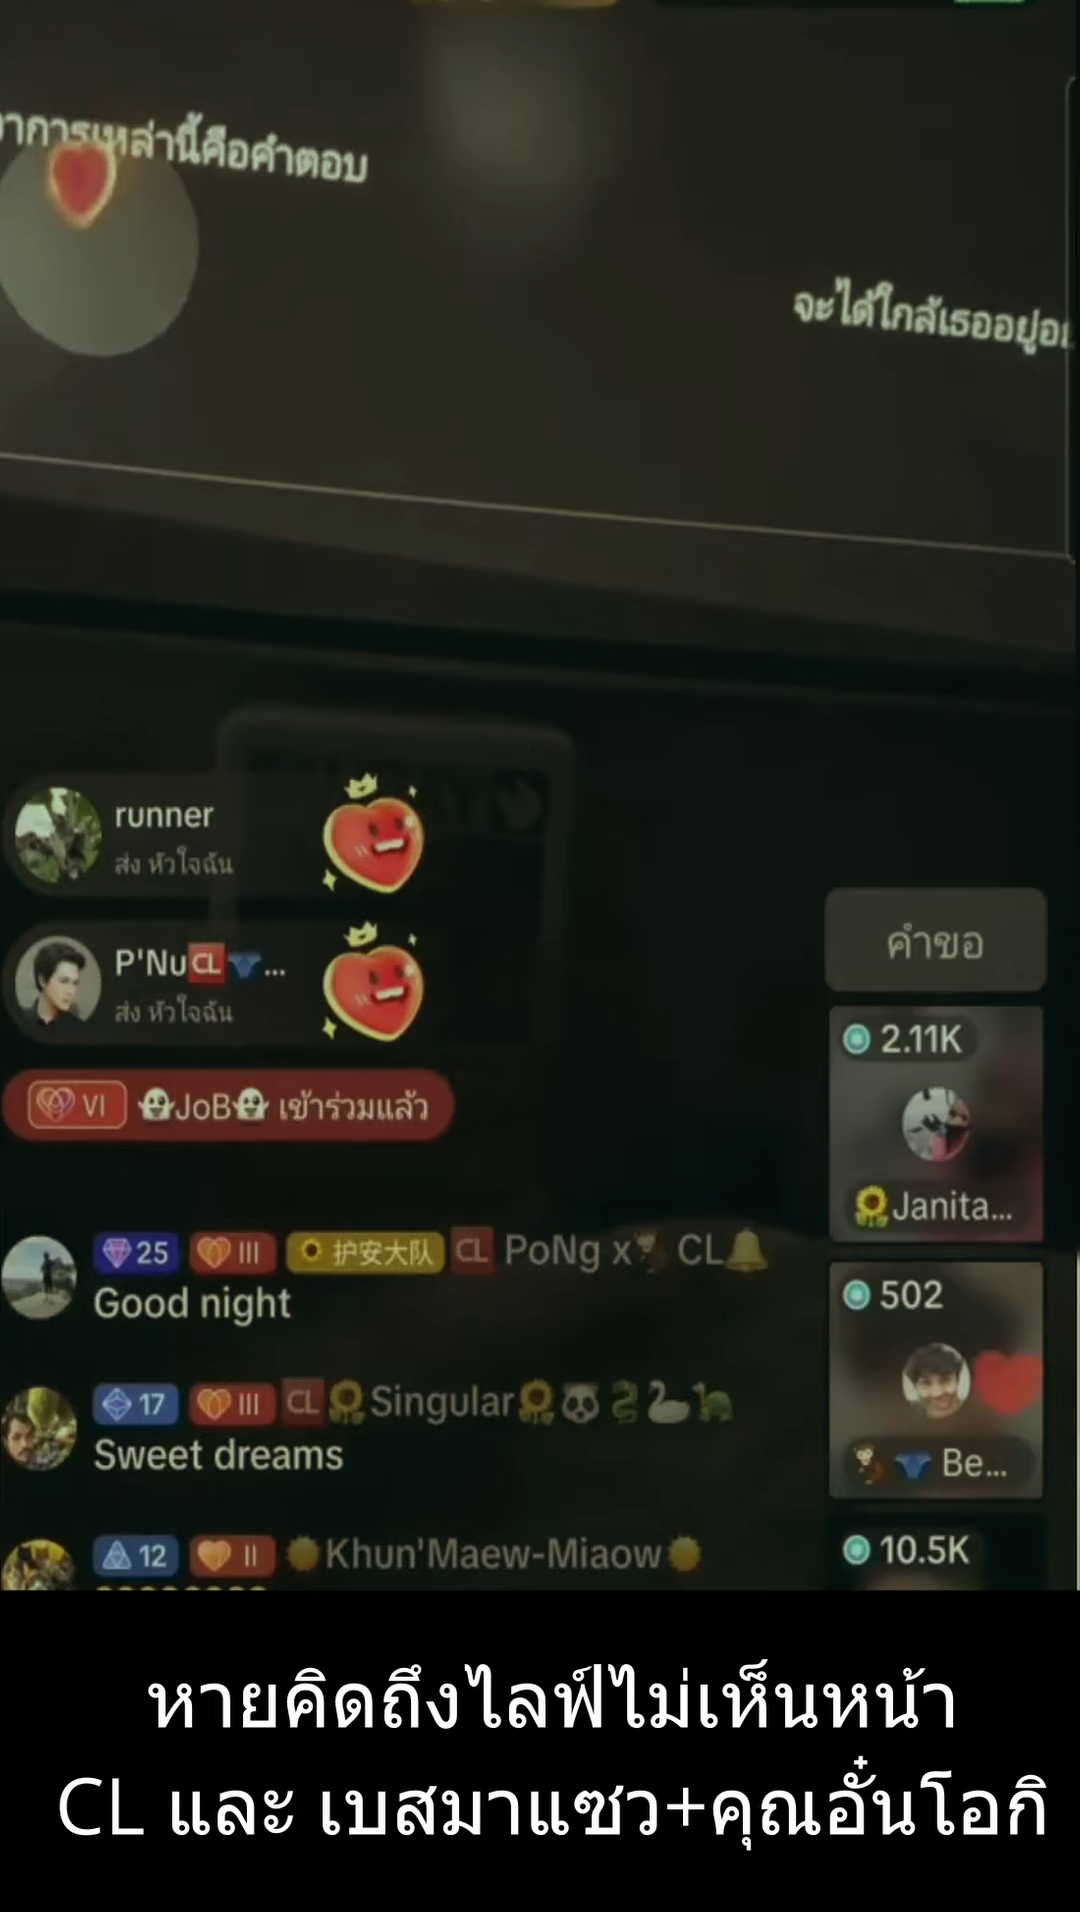 าการเหล่านี้คือคำตอบ
จะได้ใกล้เธออยู่
runner
ส่ง หัวใจฉัน
P'Nu CL ...
ส่ง หัวใจฉัน
VI 👻JoB👻 เข้าร่วมแล้ว
คำขอ
2.11K
🌻Janita...
502
🐒🩲 Be...
10.5K
25 III 护安大队 CL PoNg x🐒 CL🔔
Good night
17 III CL🌻Singular🌻🐼🐉🦢🦕
Sweet dreams
12 II Khun'Maew-Miaow
หายคิดถึงไลฟ์ไม่เห็นหน้า
CL และ เบสมาแซว+คุณอั๋นโอกิ